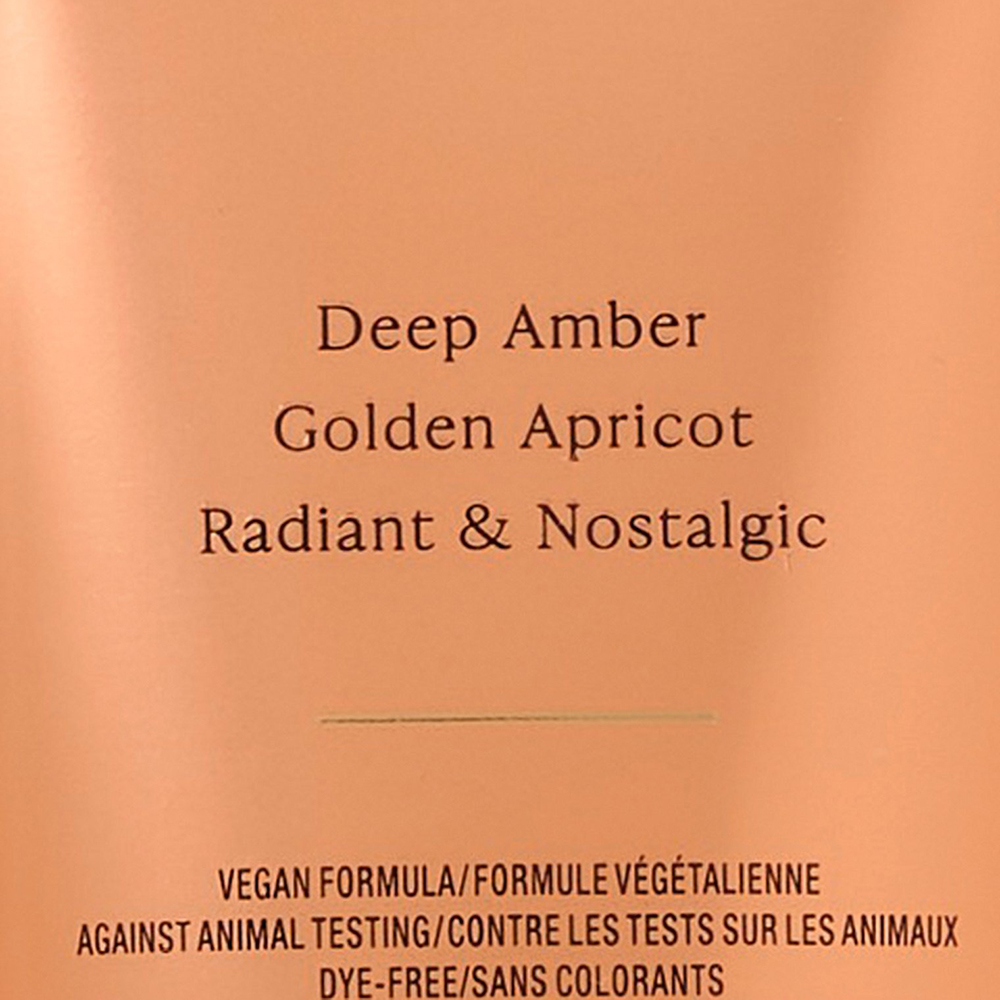 Deep Amber
Golden Apricot
Radiant & Nostalgic
VEGAN FORMULA/FORMULE VÉGÉTALIENNE
AGAINST ANIMAL TESTING/CONTRE LES TESTS SUR LES ANIMAUX
DYE-FREE/SANS COLORANTS